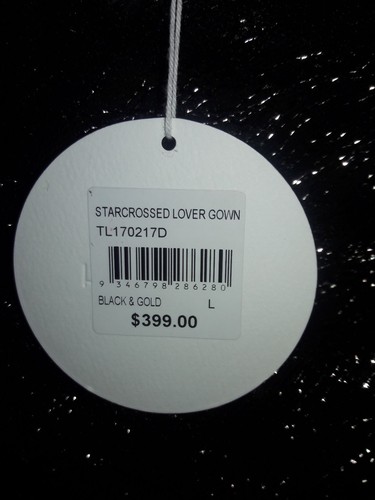 STARCROSSED LOVER GOWN
TL170217D
9 346798 286280
BLACK & GOLD L
$399.00